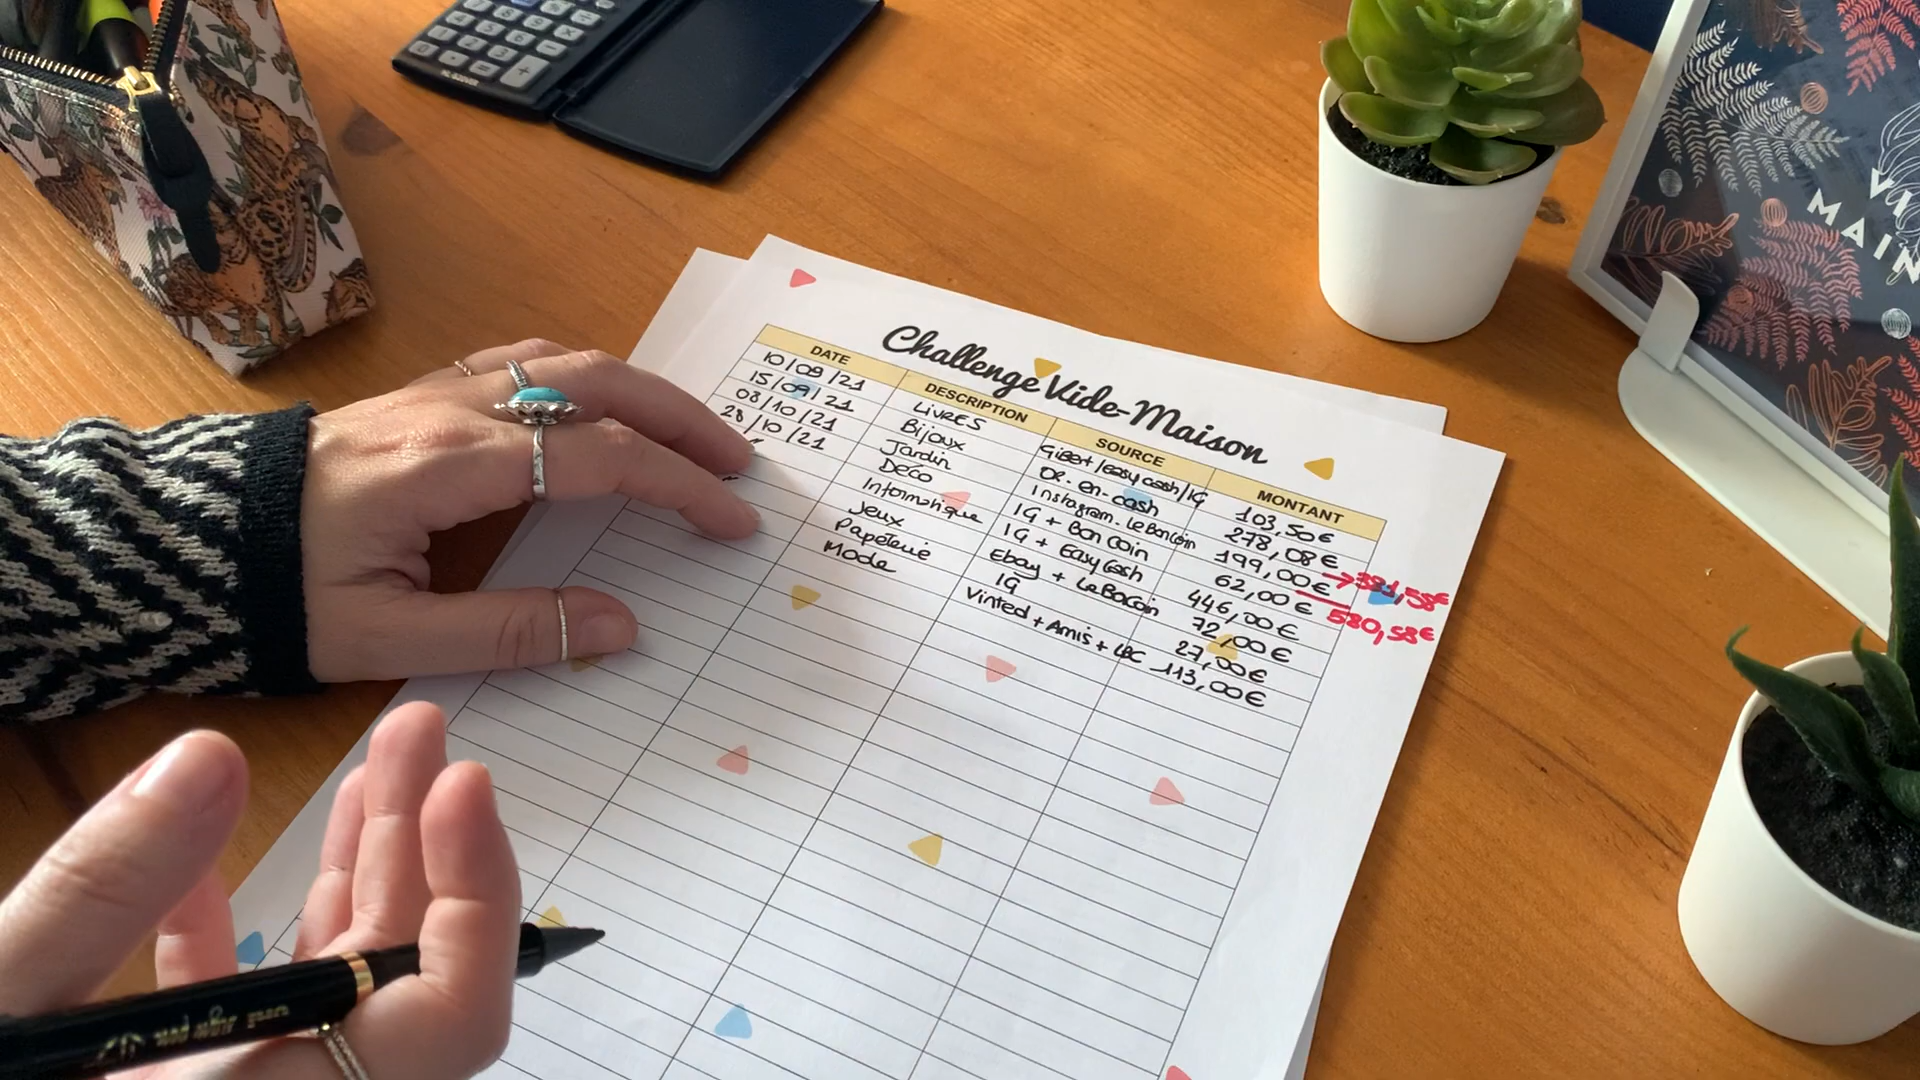 Challenge Vide-Maison
DATE DESCRIPTION SOURCE MONTANT
10/09/21 LIVRES Gibert/easy cash/IG 103,50€
15/09/21 Bijoux OR-en-cash 278,08€
08/10/21 Jardin Instagram-LeBonCoin 199,00€ →381,58€
28/10/21 Déco IG + Bon Coin 62,00€ 580,58€
" Informatique IG + Easy Cash 446,00€
Jeux Ebay + LeBoncoin 72,00€
Papeterie IG 27,00€
Mode Vinted + Amis + LBC 113,00€
MAIN